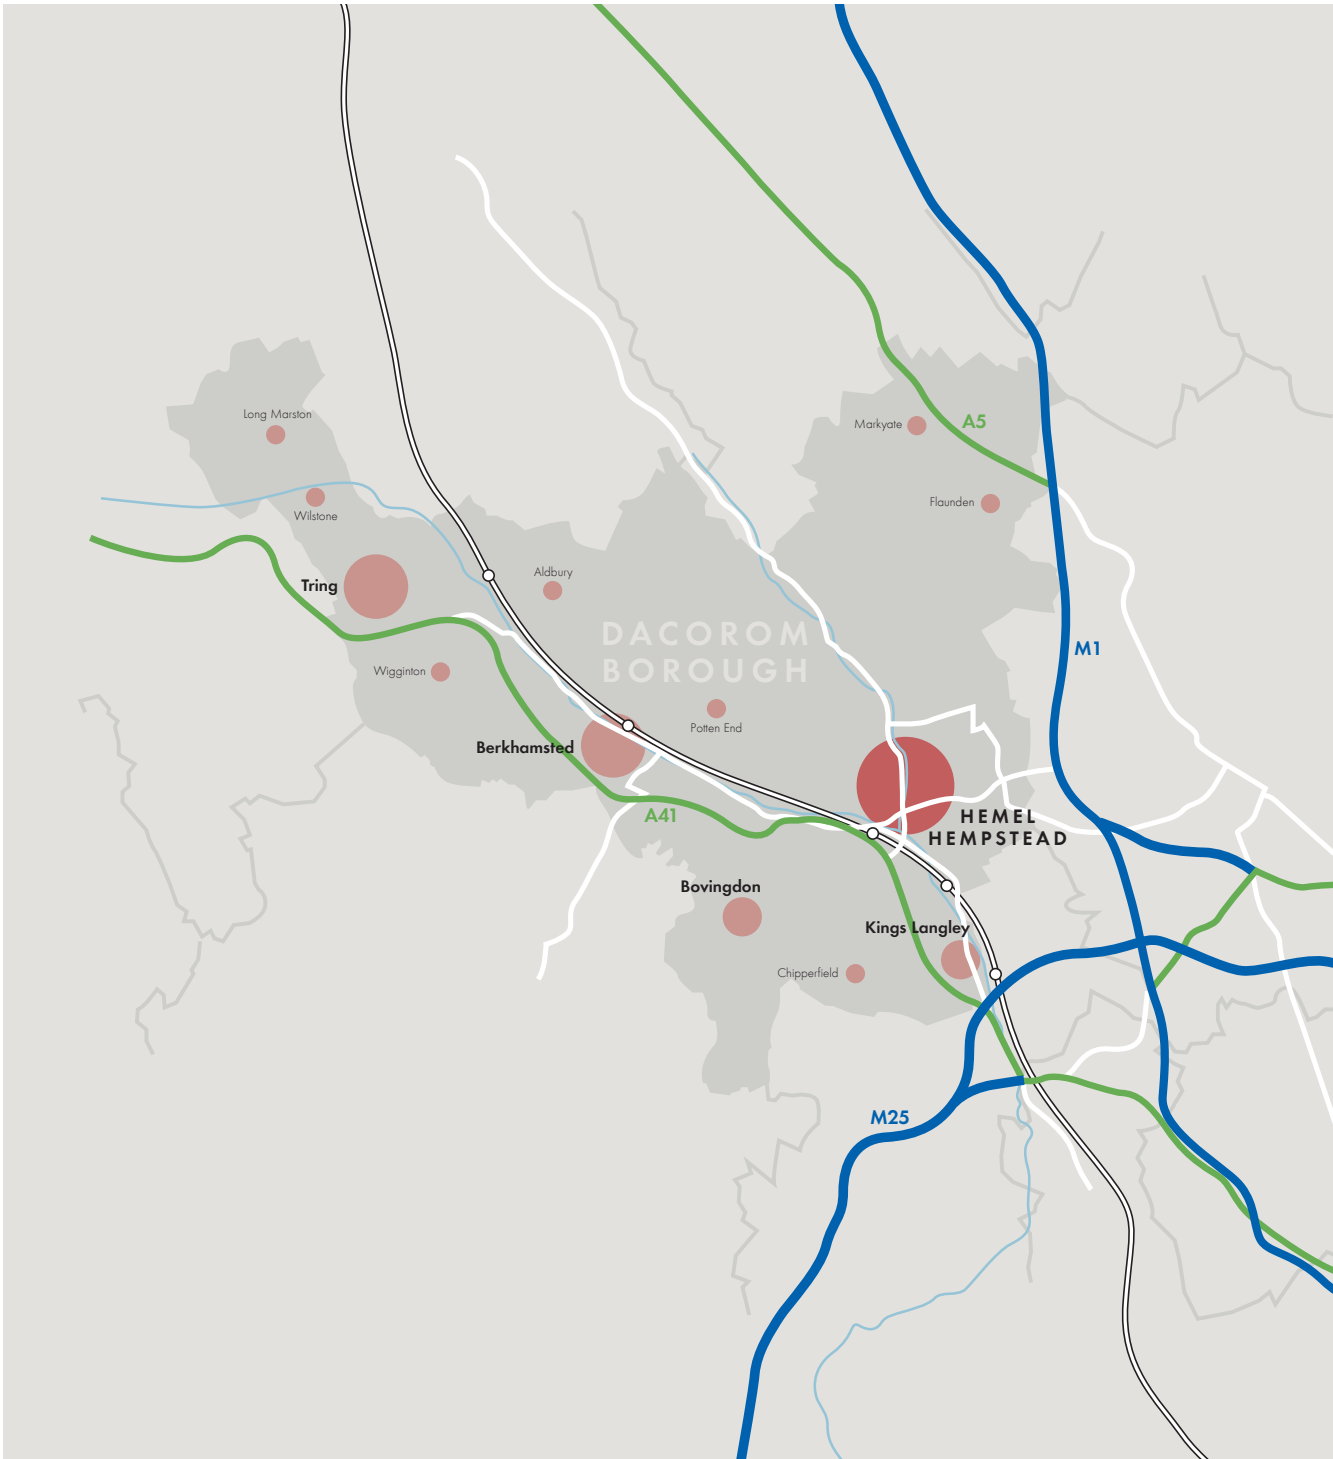 Long Marston
Markyate
A5
Flaunden
Wilstone
Aldbury
Tring
DACOROM
BOROUGH
M1
Wigginton
Potten End
Berkhamsted
A41
HEMEL
HEMPSTEAD
Bovingdon
Kings Langley
Chipperfield
M25